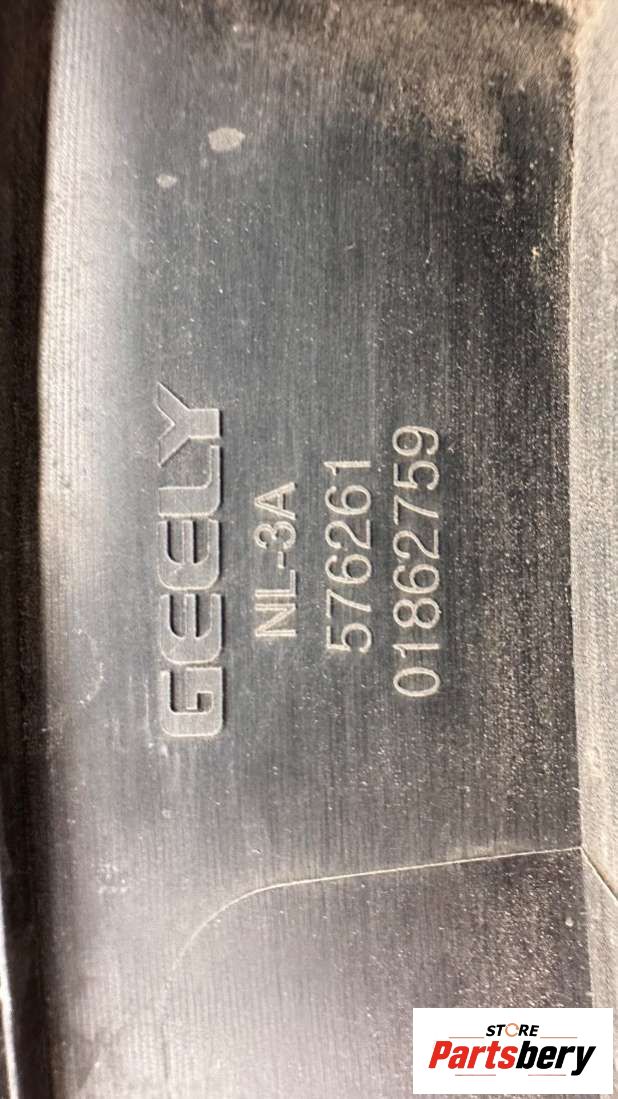 GEELY
NL-3A
576261
01862759
STORE
Partsbery